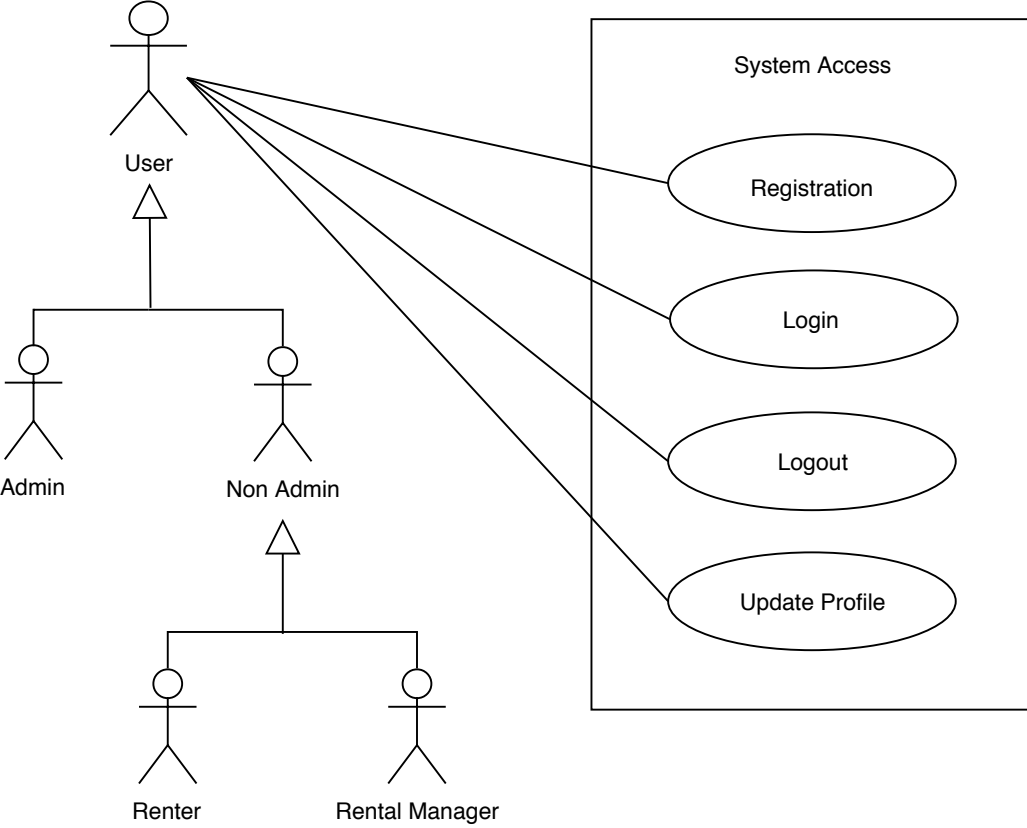 System Access
User
Registration
Login
Logout
Update Profile
Admin
Non Admin
Renter
Rental Manager